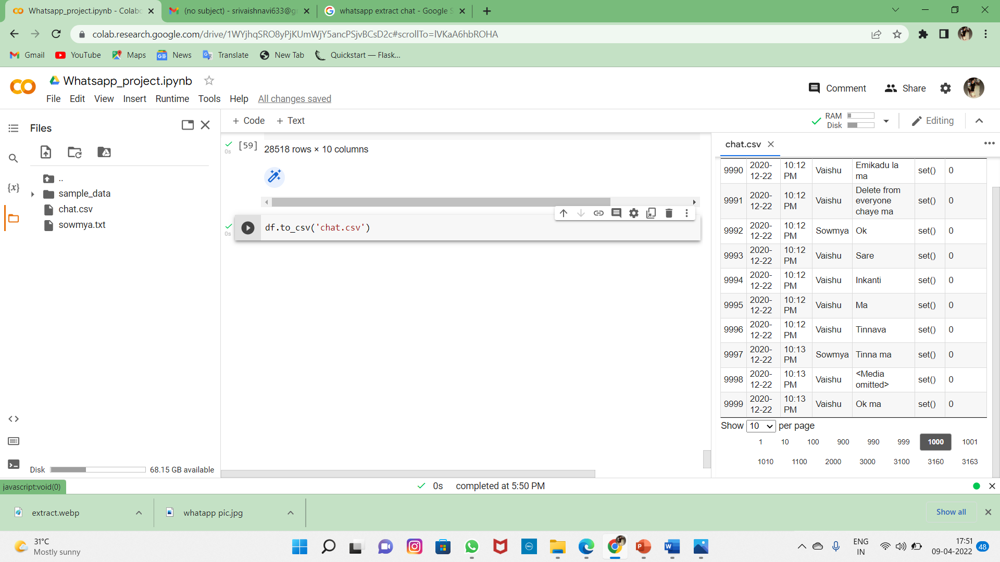 Whatsapp_project.ipynb - Colab
(no subject) - srivaishnavi633@g
whatsapp extract chat - Google S
colab.research.google.com/drive/1WYjhqSRO8yPjKUmWjY5ancPSjvBCsD2c#scrollTo=lVKaA6hbROHA
Gmail YouTube Maps News Translate New Tab Quickstart — Flask...
Whatsapp_project.ipynb
File Edit View Insert Runtime Tools Help All changes saved
Comment Share
Files
+ Code + Text
RAM
Disk
Editing
..
sample_data
chat.csv
sowmya.txt
{x}
<>
Disk 68.15 GB available
[59]
0s
28518 rows × 10 columns
0s
df.to_csv('chat.csv')
chat.csv
9990 2020-12-22 10:12 PM Vaishu Emikadu la ma set() 0
9991 2020-12-22 10:12 PM Vaishu Delete from everyone chaye ma set() 0
9992 2020-12-22 10:12 PM Sowmya Ok set() 0
9993 2020-12-22 10:12 PM Vaishu Sare set() 0
9994 2020-12-22 10:12 PM Vaishu Inkanti set() 0
9995 2020-12-22 10:12 PM Vaishu Ma set() 0
9996 2020-12-22 10:12 PM Vaishu Tinnava set() 0
9997 2020-12-22 10:13 PM Sowmya Tinna ma set() 0
9998 2020-12-22 10:13 PM Vaishu <Media omitted> set() 0
9999 2020-12-22 10:13 PM Vaishu Ok ma set() 0
Show 10 per page
1 10 100 900 990 999 1000 1001
1010 1100 2000 3000 3100 3160 3163
javascript:void(0)
0s completed at 5:50 PM
extract.webp
whatapp pic.jpg
Show all
31°C
Mostly sunny
ENG
IN
17:51
09-04-2022
48